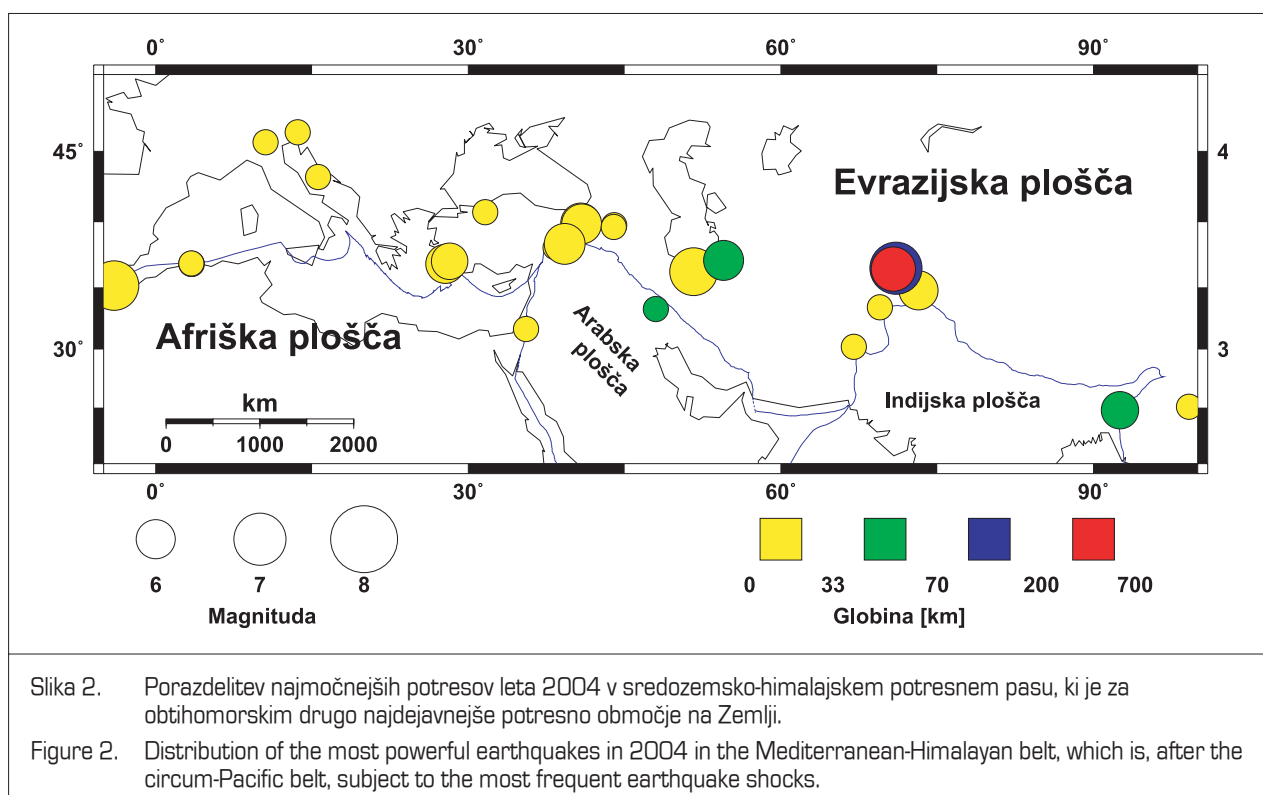 0° 30° 60° 90°
45° 4
Evrazijska plošča
Afriška plošča
Arabska
plošča
30° 3
Indijska plošča
km
0 1000 2000
0° 30° 60° 90°
6 7 8
Magnituda
0 33 70 200 700
Globina [km]
Slika 2. Porazdelitev najmočnejših potresov leta 2004 v sredozemsko-himalajskem potresnem pasu, ki je za
obtihomorskim drugo najdejavnejše potresno območje na Zemlji.
Figure 2. Distribution of the most powerful earthquakes in 2004 in the Mediterranean-Himalayan belt, which is, after the
circum-Pacific belt, subject to the most frequent earthquake shocks.